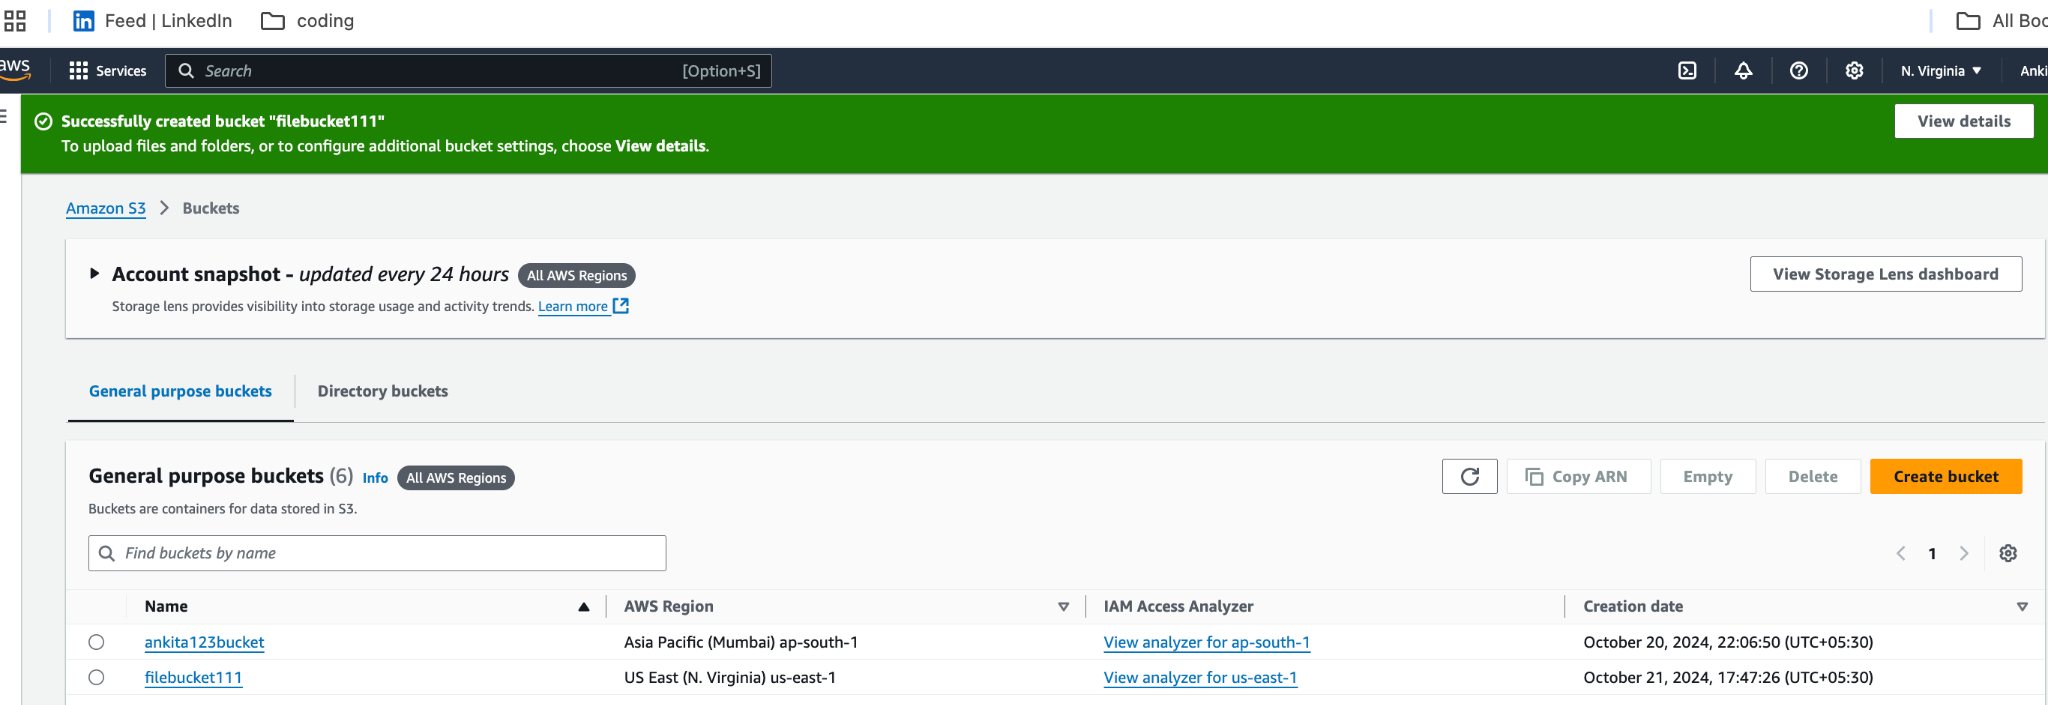 Feed | LinkedIn coding All Boo
aws Services Search [Option+S] N. Virginia Anki
Successfully created bucket "filebucket111" View details
To upload files and folders, or to configure additional bucket settings, choose View details.
Amazon S3 Buckets
Account snapshot - updated every 24 hours All AWS Regions View Storage Lens dashboard
Storage lens provides visibility into storage usage and activity trends. Learn more
General purpose buckets Directory buckets
General purpose buckets (6) Info All AWS Regions Copy ARN Empty Delete Create bucket
Buckets are containers for data stored in S3.
Find buckets by name 1
Name AWS Region IAM Access Analyzer Creation date
ankita123bucket Asia Pacific (Mumbai) ap-south-1 View analyzer for ap-south-1 October 20, 2024, 22:06:50 (UTC+05:30)
filebucket111 US East (N. Virginia) us-east-1 View analyzer for us-east-1 October 21, 2024, 17:47:26 (UTC+05:30)